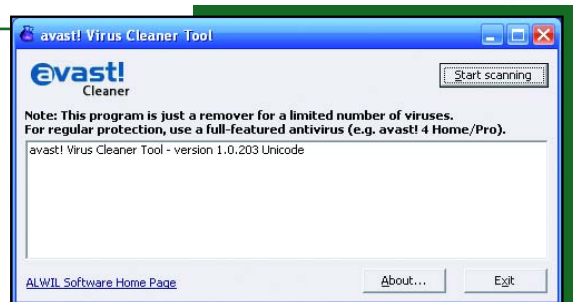 avast! Virus Cleaner Tool
avast!
Cleaner
Start scanning
Note: This program is just a remover for a limited number of viruses.
For regular protection, use a full-featured antivirus (e.g. avast! 4 Home/Pro).
avast! Virus Cleaner Tool - version 1.0.203 Unicode
ALWIL Software Home Page
About...
Exit